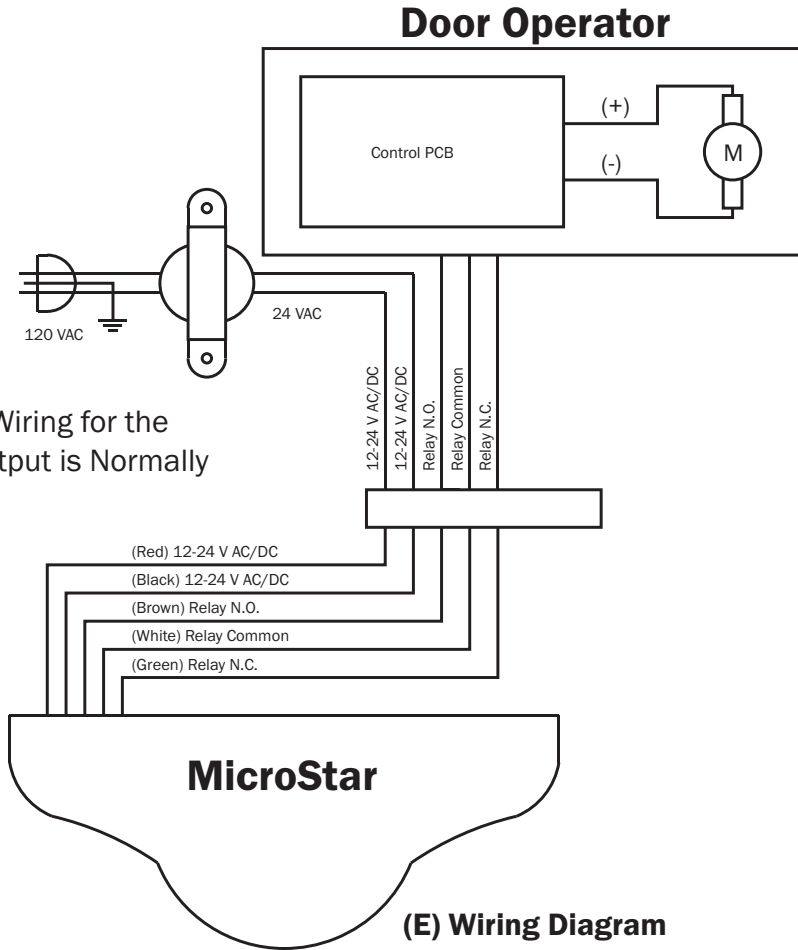 Door Operator
(+)
Control PCB
M
(-)
24 VAC
120 VAC
12-24 V AC/DC
12-24 V AC/DC
Relay N.O.
Relay Common
Relay N.C.
Wiring for the
tput is Normally
(Red) 12-24 V AC/DC
(Black) 12-24 V AC/DC
(Brown) Relay N.O.
(White) Relay Common
(Green) Relay N.C.
MicroStar
(E) Wiring Diagram